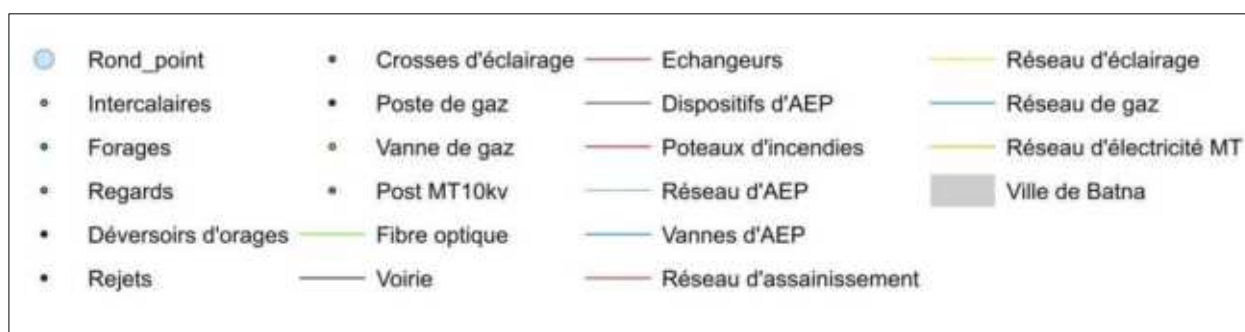 Rond_point
Intercalaires
Forages
Regards
Déversoirs d'orages
Rejets
Crosses d'éclairage
Poste de gaz
Vanne de gaz
Post MT10kv
Fibre optique
Voirie
Echangeurs
Dispositifs d'AEP
Poteaux d'incendies
Réseau d'AEP
Vannes d'AEP
Réseau d'assainissement
Réseau d'éclairage
Réseau de gaz
Réseau d'électricité MT
Ville de Batna